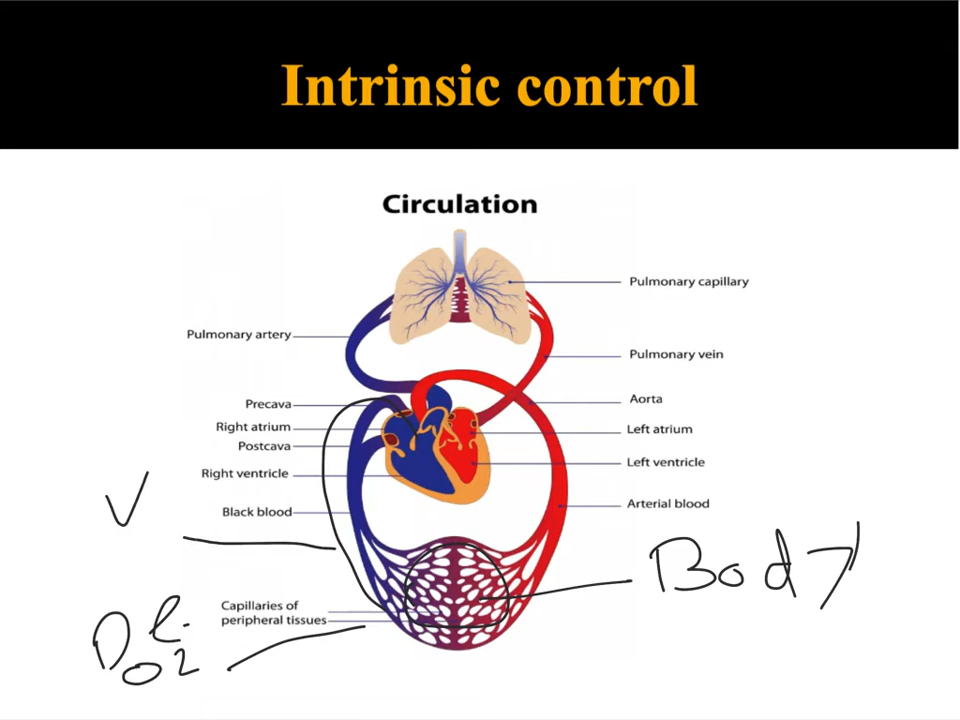 Intrinsic control
Circulation
Pulmonary capillary
Pulmonary artery
Pulmonary vein
Precava
Aorta
Right atrium
Left atrium
Postcava
Left ventricle
Right ventricle
Arterial blood
Black blood
V
Body
Capillaries of
peripheral tissues
O2